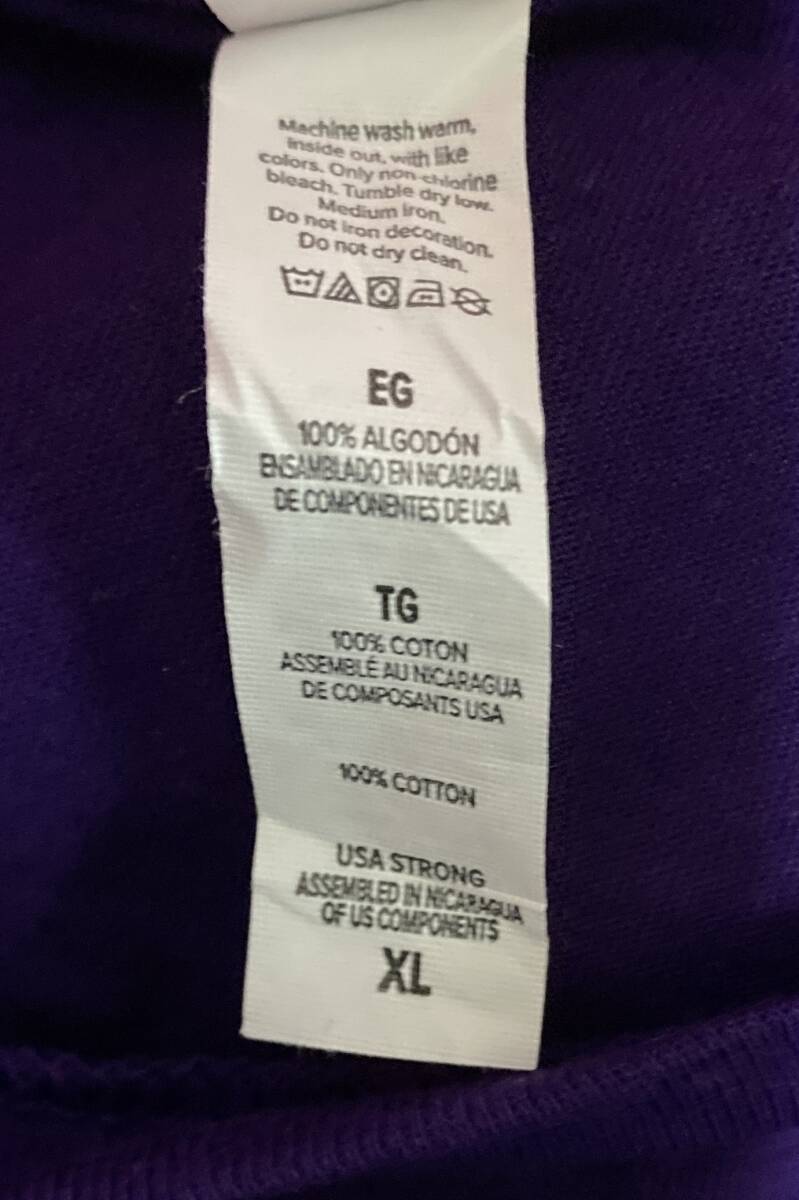 Machine wash warm,
inside out, with like
colors. Only non-chlorine
bleach. Tumble dry low.
Medium iron.
Do not iron decoration.
Do not dry clean.
EG
100% ALGODÓN
ENSAMBLADO EN NICARAGUA
DE COMPONENTES DE USA
TG
100% COTON
ASSEMBLÉ AU NICARAGUA
DE COMPOSANTS USA
100% COTTON
USA STRONG
ASSEMBLED IN NICARAGUA
OF US COMPONENTS
XL